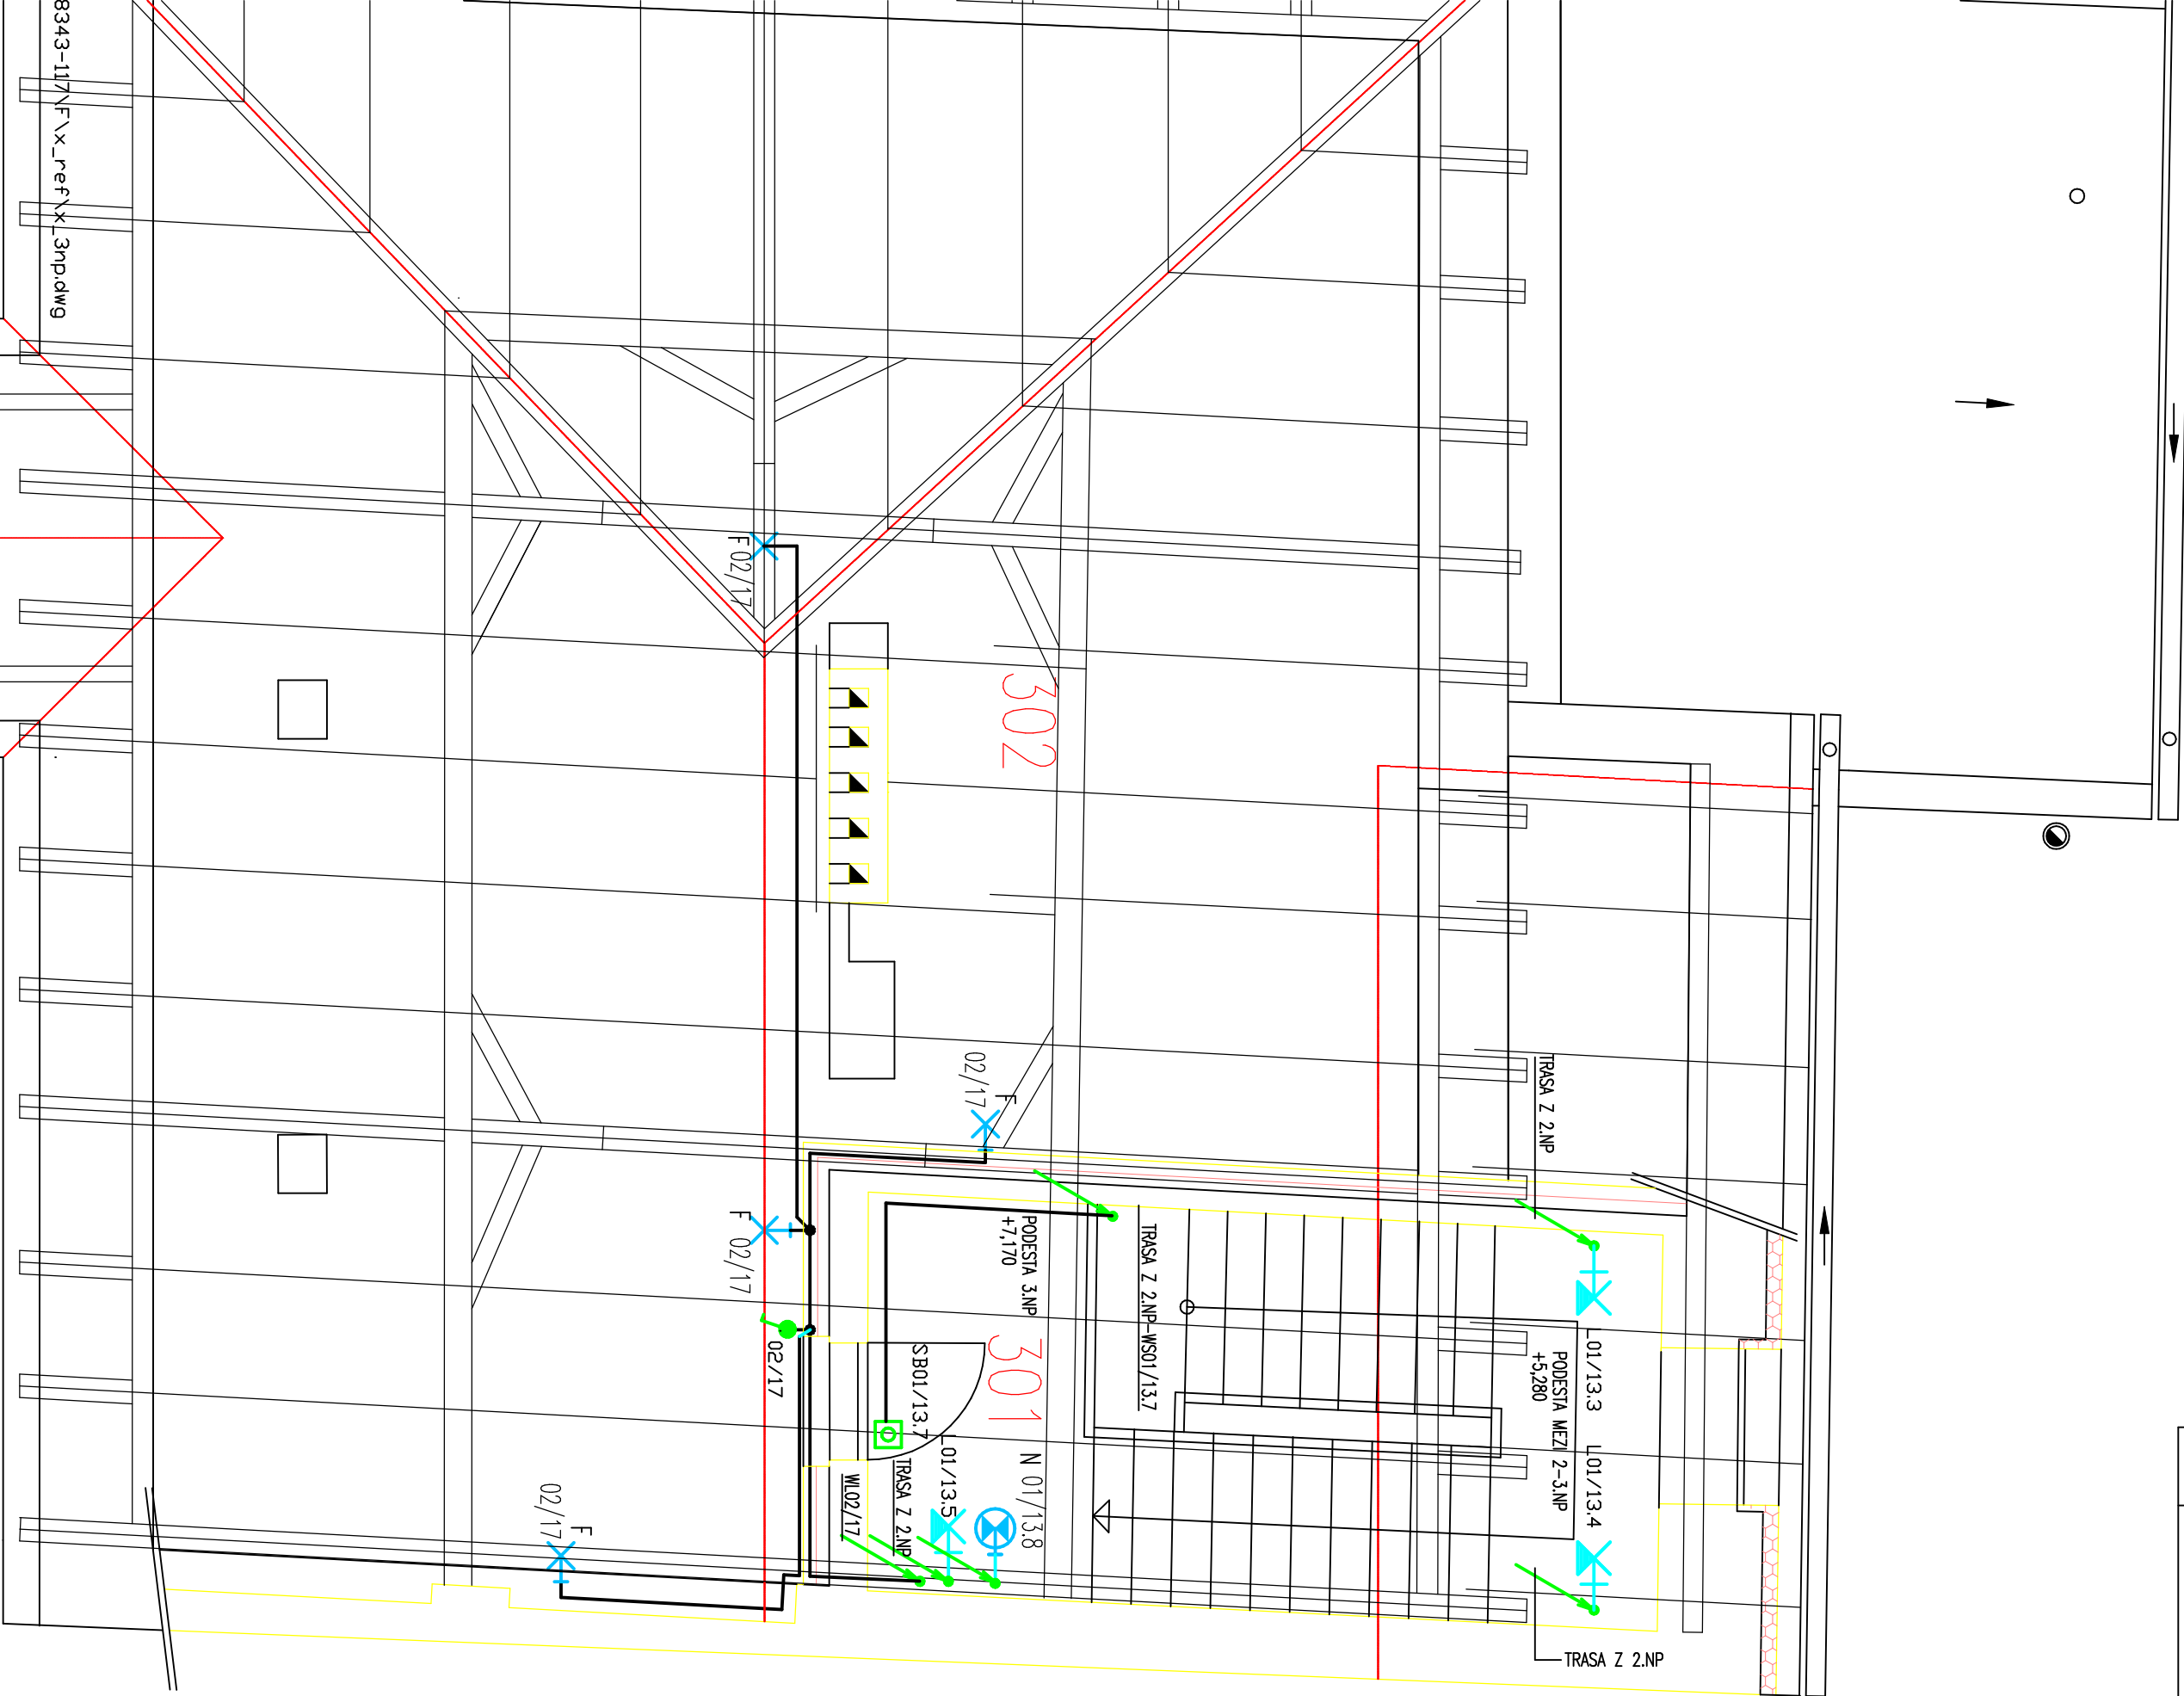 8343-117\F\x_ref\x_3np.dwg
F 02/17
302
02/17
F
F 02/17
02/17
TRASA Z 2.NP
PODESTA 3.NP
+7,170
TRASA Z 2.NP-WS01/13.7
301
SB01/13.7
L01/13.5
N 01/13.8
TRASA Z 2.NP
WL02/17
L01/13.3
PODESTA MEZI 2-3.NP
+5,280
L01/13.4
02/17
F
TRASA Z 2.NP